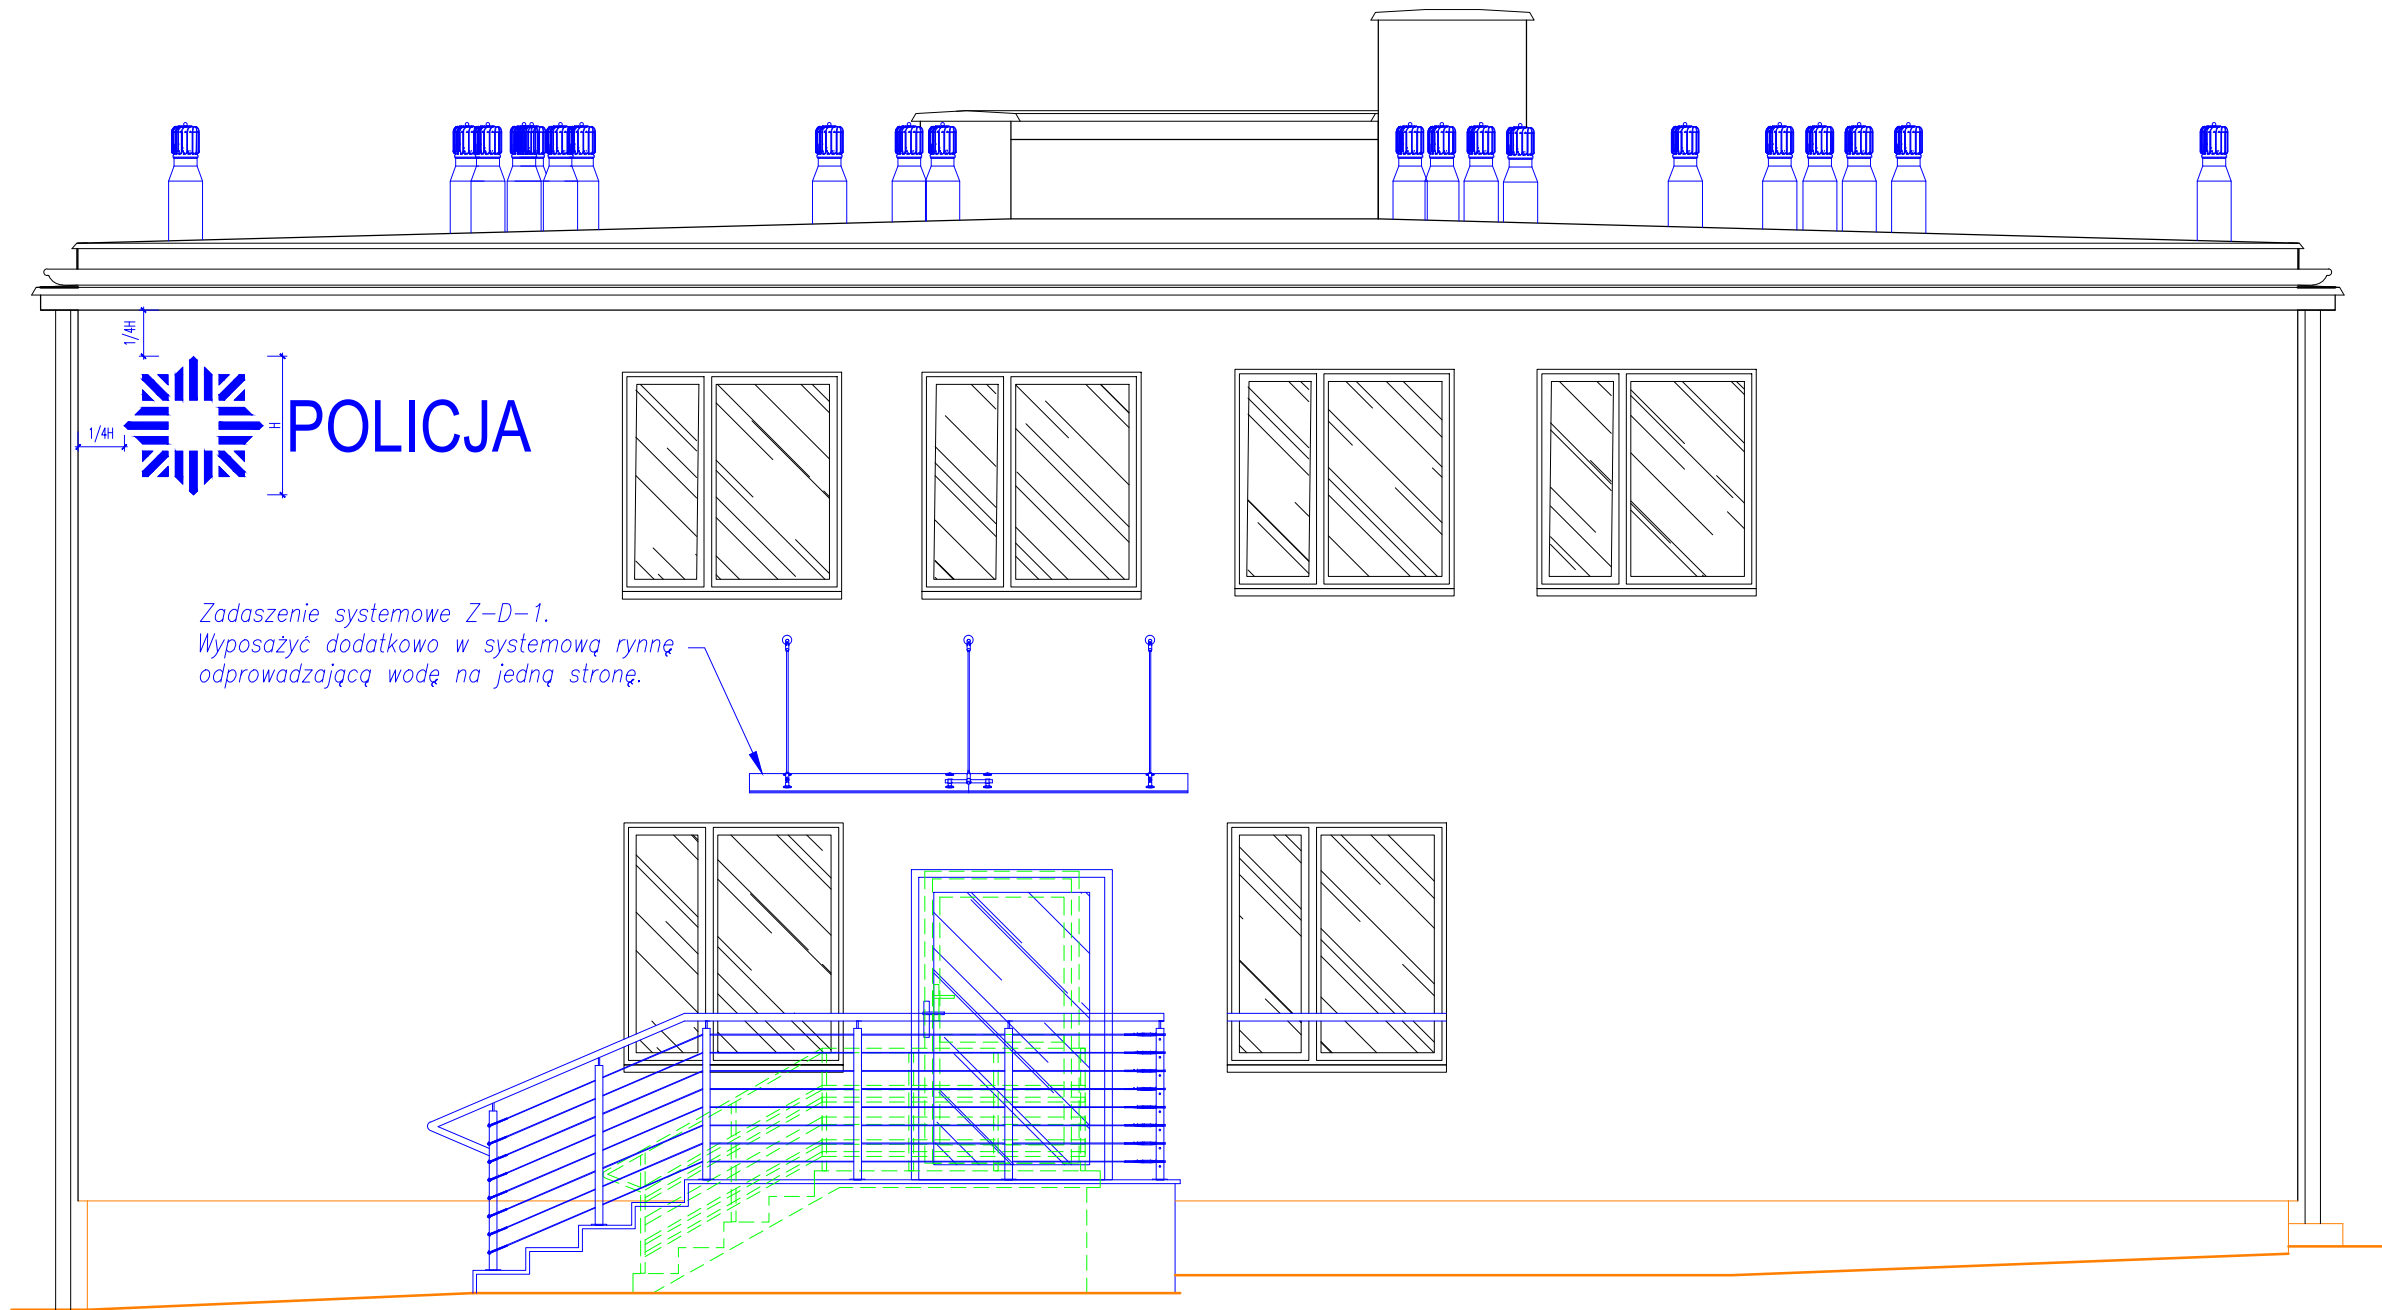 1/4H
1/4H
H
POLICJA
Zadaszenie systemowe Z-D-1.
Wyposażyć dodatkowo w systemową rynnę
odprowadzającą wodę na jedną stronę.